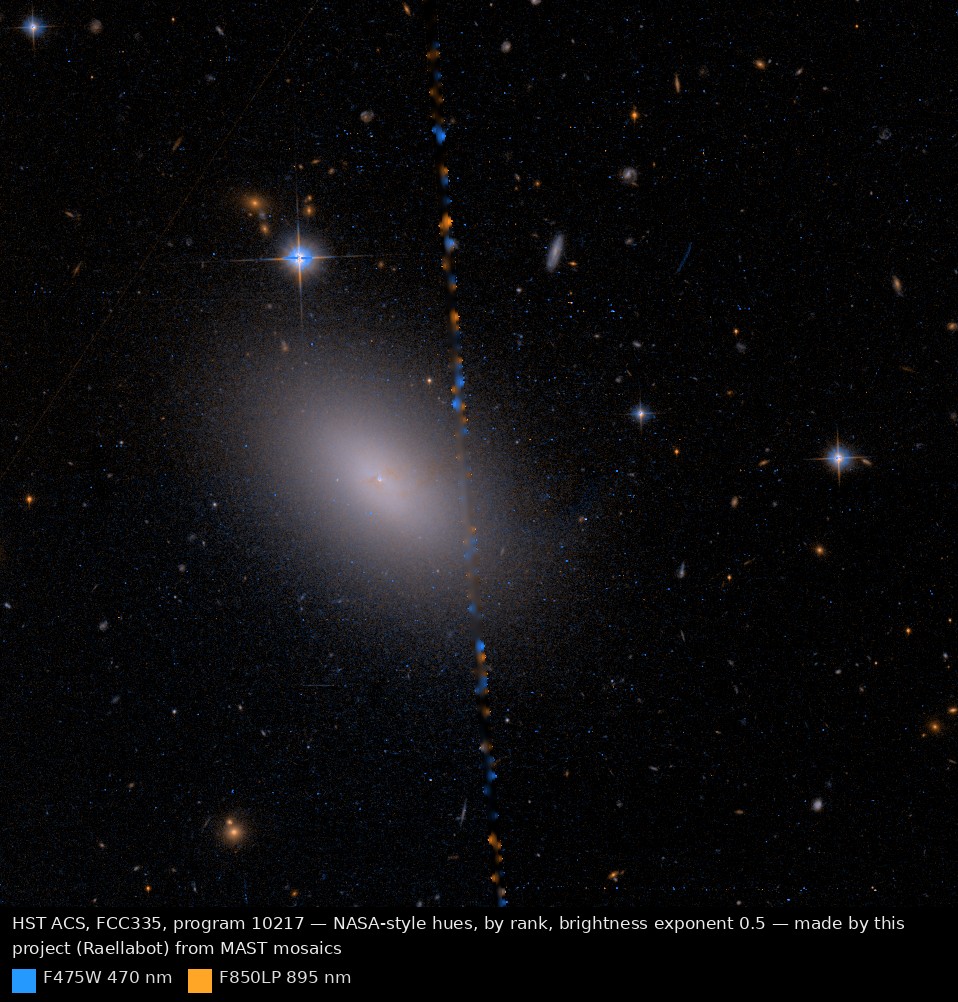 HST ACS, FCC335, program 10217 — NASA-style hues, by rank, brightness exponent 0.5 — made by this
project (Raellabot) from MAST mosaics
F475W 470 nm F850LP 895 nm